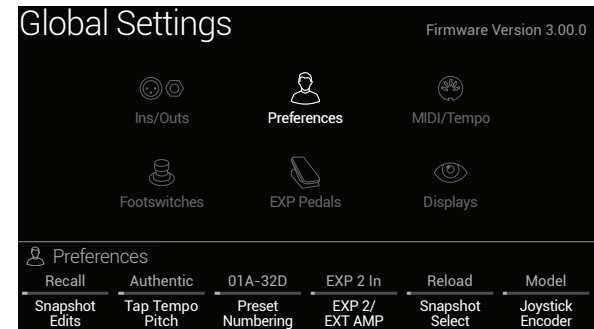 Global Settings
Firmware Version 3.00.0
Ins/Outs
Preferences
MIDI/Tempo
Footswitches
EXP Pedals
Displays
Preferences
Recall
Authentic
01A-32D
EXP 2 In
Reload
Model
Snapshot
Edits
Tap Tempo
Pitch
Preset
Numbering
EXP 2/
EXT AMP
Snapshot
Select
Joystick
Encoder